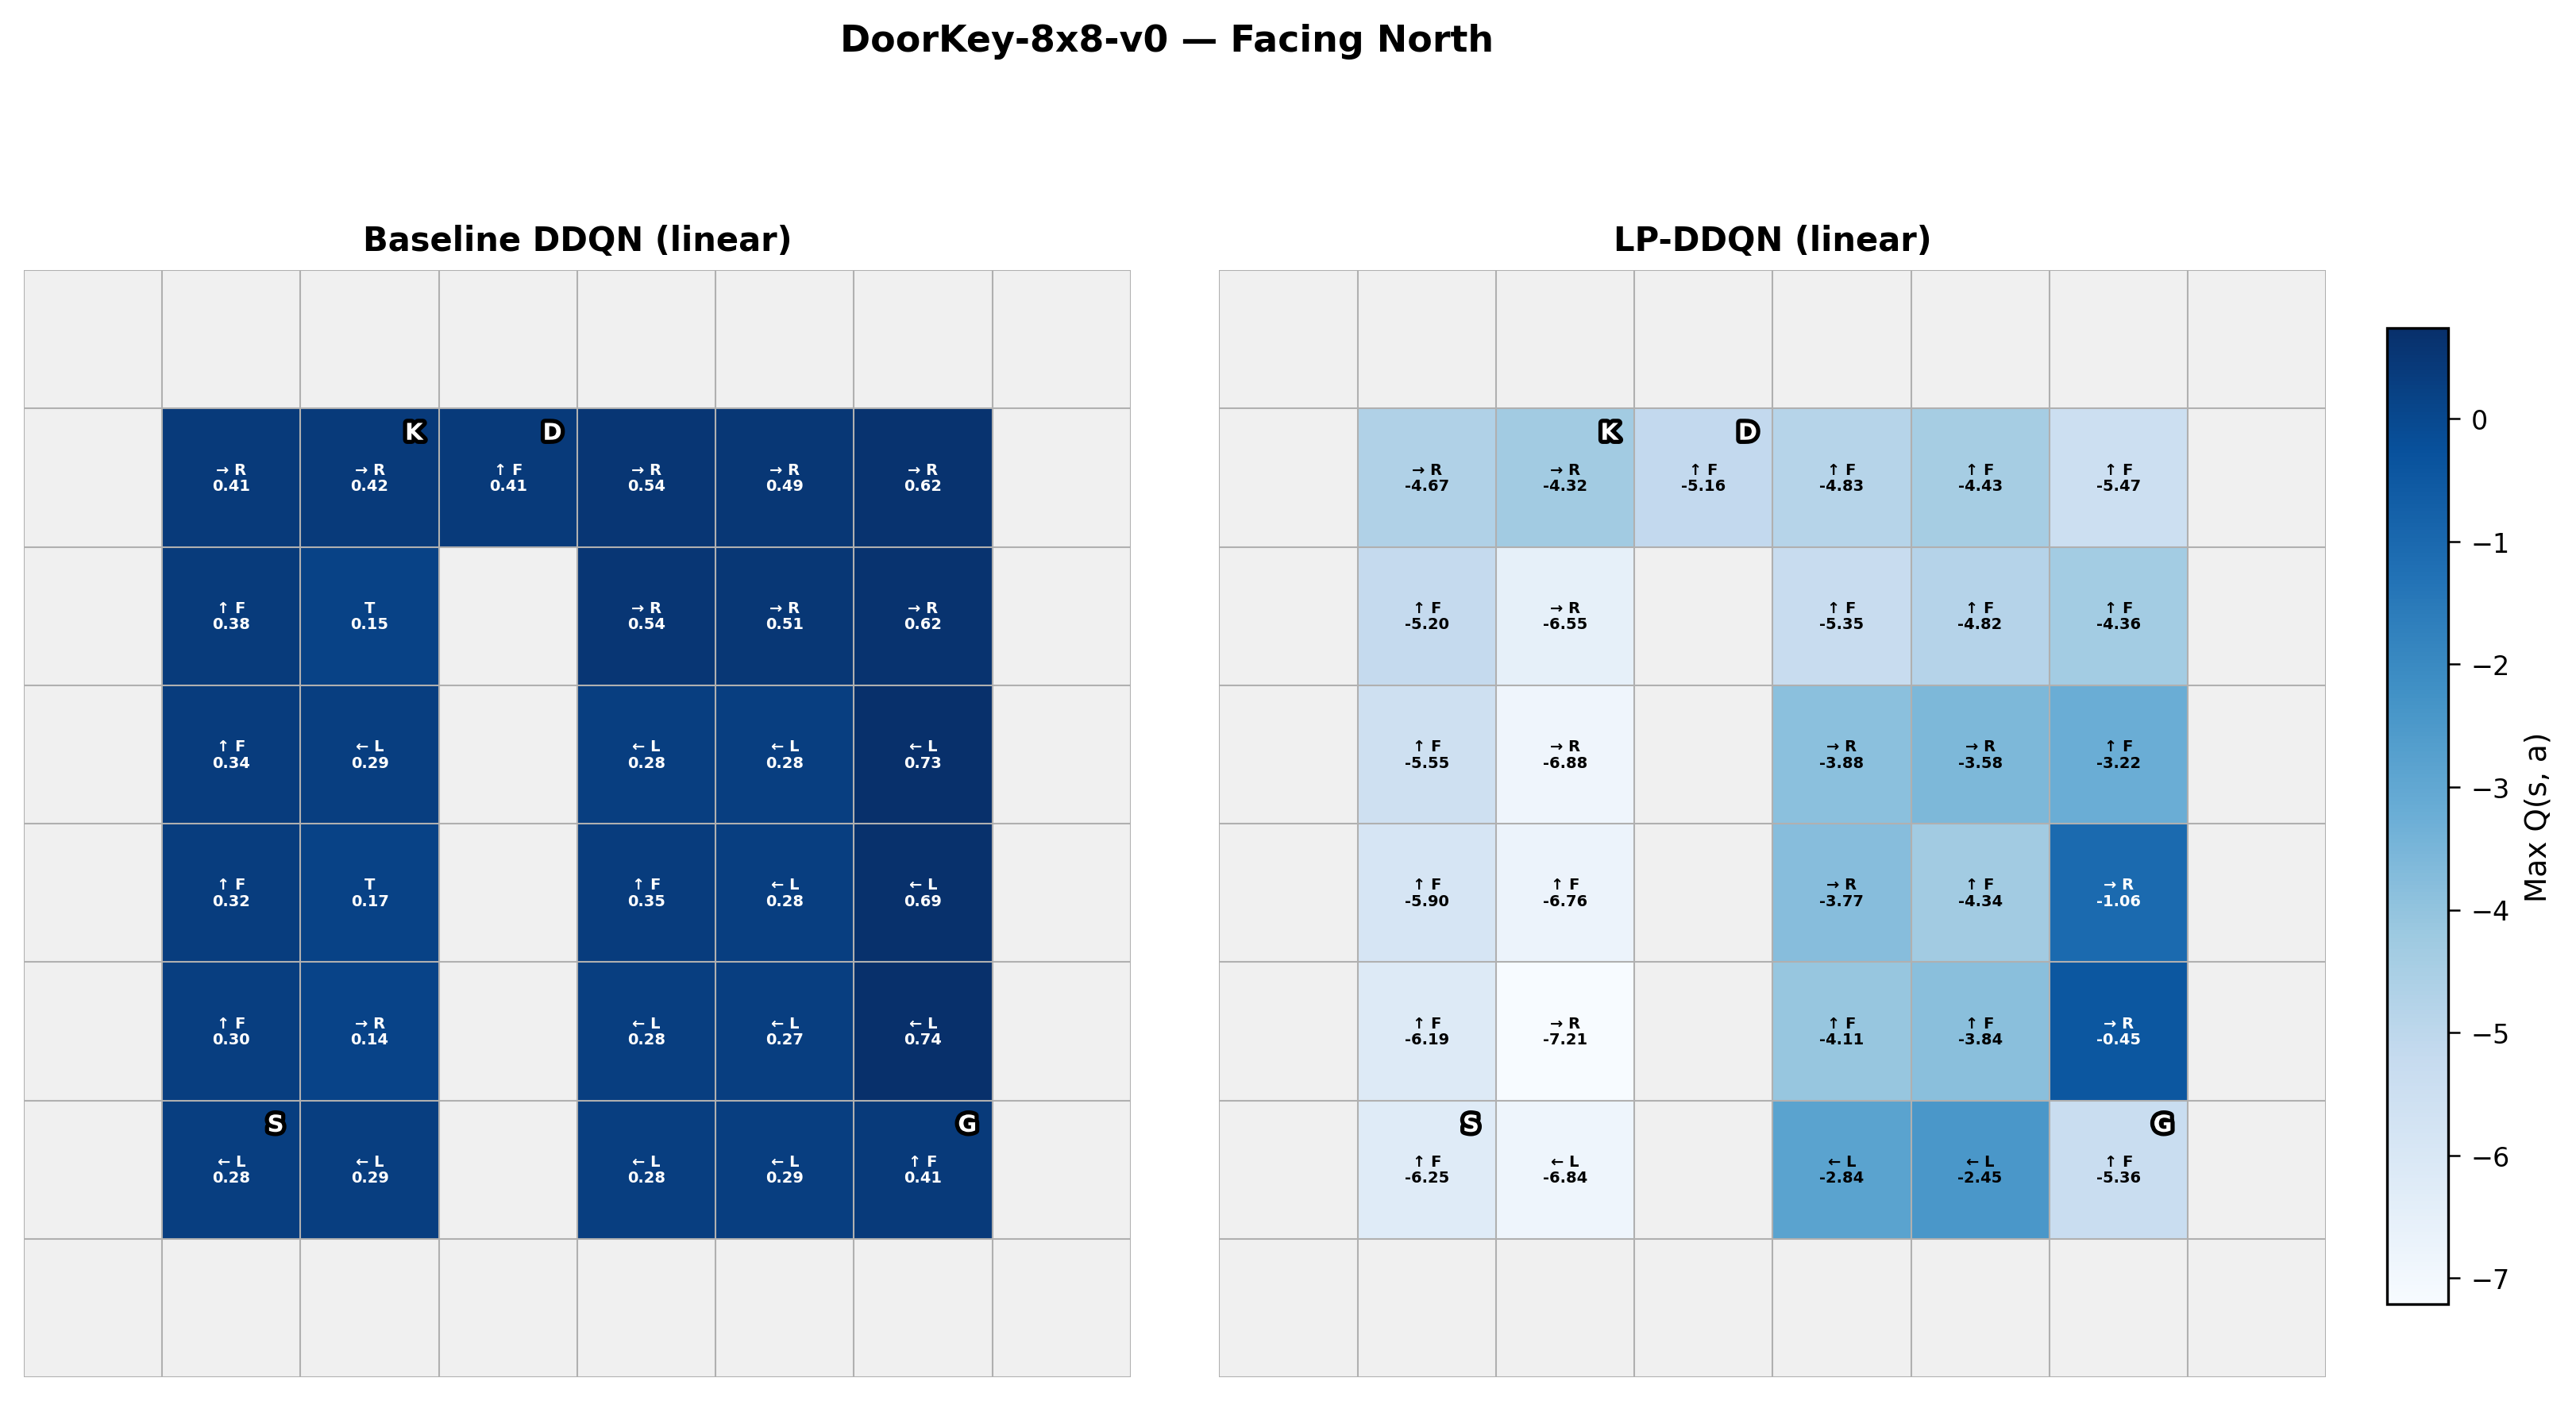 DoorKey-8x8-v0 — Facing North
Baseline DDQN (linear)
K
D
→ R
0.41
→ R
0.42
↑ F
0.41
→ R
0.54
→ R
0.49
→ R
0.62
↑ F
0.38
T
0.15
→ R
0.54
→ R
0.51
→ R
0.62
↑ F
0.34
← L
0.29
← L
0.28
← L
0.28
← L
0.73
↑ F
0.32
T
0.17
↑ F
0.35
← L
0.28
← L
0.69
↑ F
0.30
→ R
0.14
← L
0.28
← L
0.27
← L
0.74
S
G
← L
0.28
← L
0.29
← L
0.28
← L
0.29
↑ F
0.41
LP-DDQN (linear)
K
D
→ R
-4.67
→ R
-4.32
↑ F
-5.16
↑ F
-4.83
↑ F
-4.43
↑ F
-5.47
↑ F
-5.20
→ R
-6.55
↑ F
-5.35
↑ F
-4.82
↑ F
-4.36
↑ F
-5.55
→ R
-6.88
→ R
-3.88
→ R
-3.58
↑ F
-3.22
↑ F
-5.90
↑ F
-6.76
→ R
-3.77
↑ F
-4.34
→ R
-1.06
↑ F
-6.19
→ R
-7.21
↑ F
-4.11
↑ F
-3.84
→ R
-0.45
S
G
↑ F
-6.25
← L
-6.84
← L
-2.84
← L
-2.45
↑ F
-5.36
0
−1
−2
−3
−4
−5
−6
−7
Max Q(s, a)